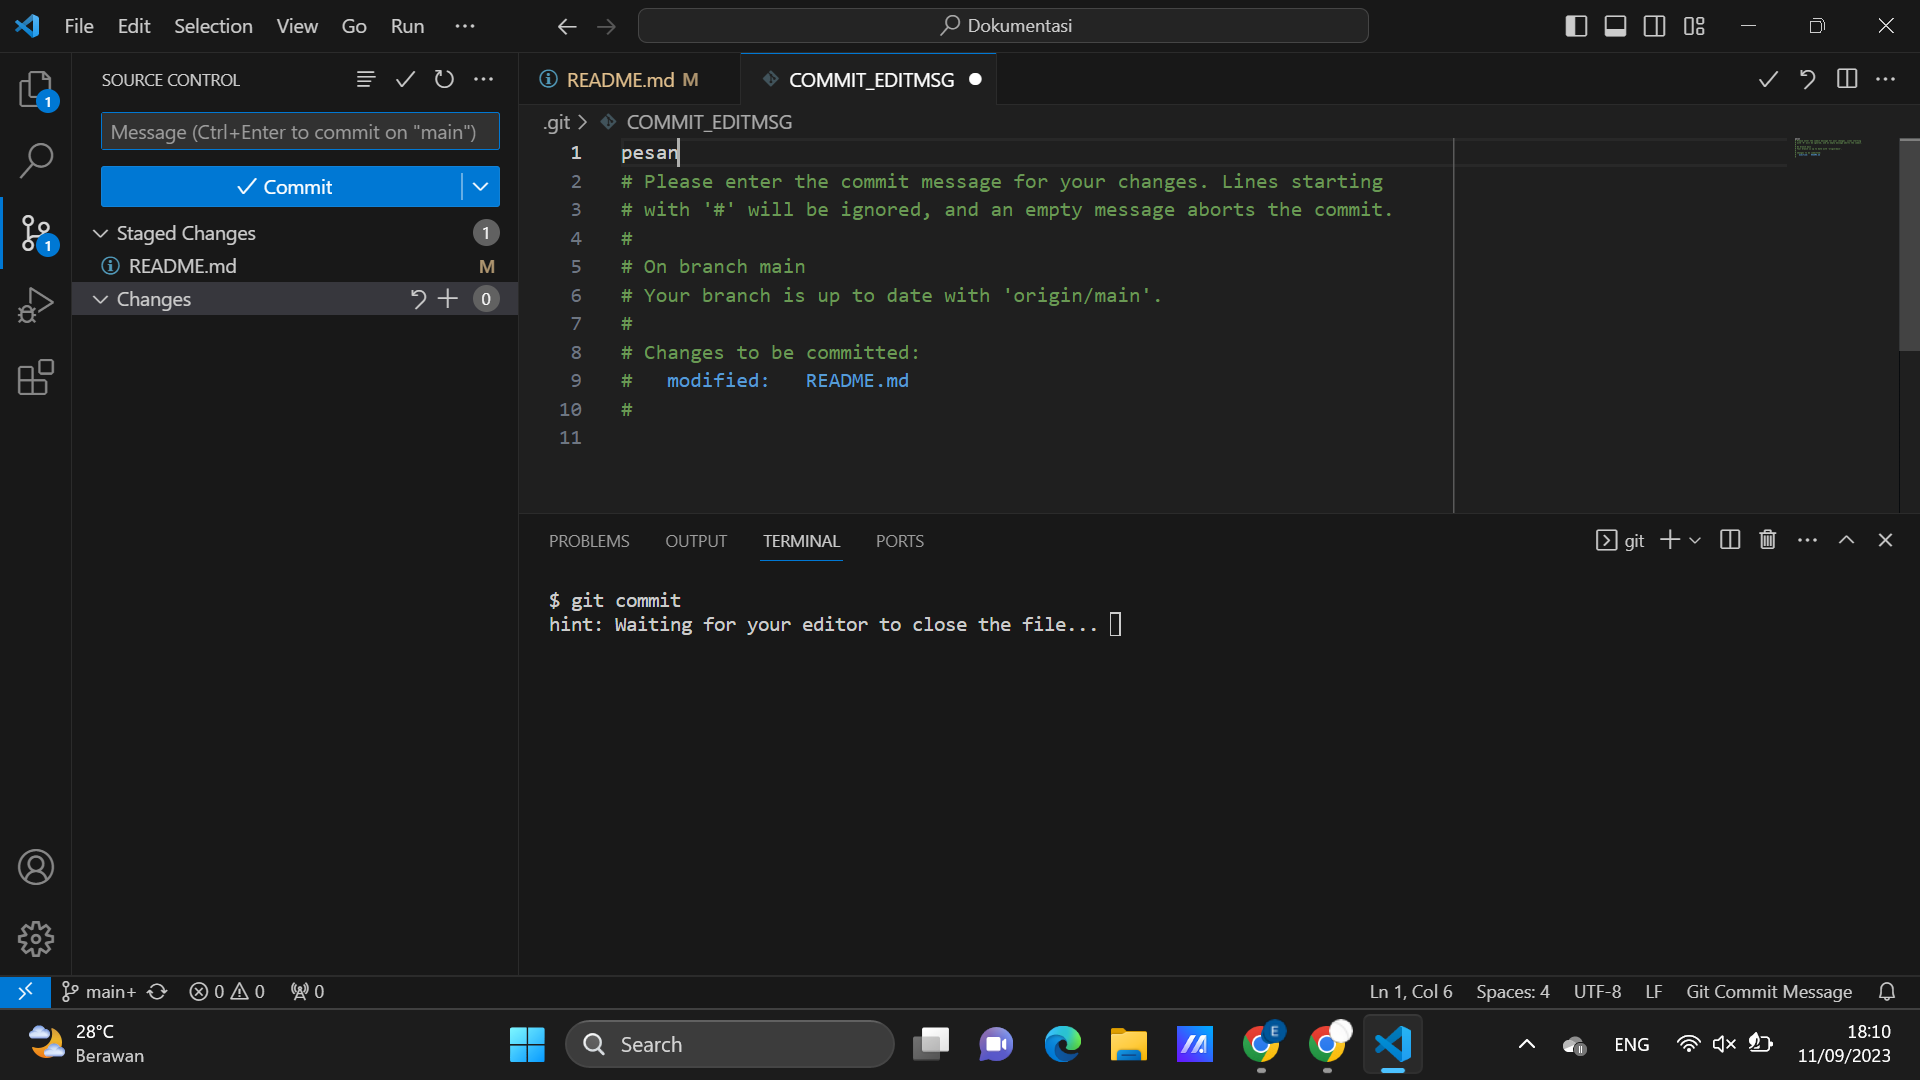 File Edit Selection View Go Run ···
Dokumentasi
SOURCE CONTROL
README.md M
COMMIT_EDITMSG
1
.git > COMMIT_EDITMSG
Message (Ctrl+Enter to commit on "main")
Commit
Staged Changes 1
README.md M
Changes 0
1
1 pesan
2 # Please enter the commit message for your changes. Lines starting
3 # with '#' will be ignored, and an empty message aborts the commit.
4 #
5 # On branch main
6 # Your branch is up to date with 'origin/main'.
7 #
8 # Changes to be committed:
9 # modified: README.md
10 #
11
PROBLEMS OUTPUT TERMINAL PORTS
git
$ git commit
hint: Waiting for your editor to close the file...
main+ 0 0 0
Ln 1, Col 6 Spaces: 4 UTF-8 LF Git Commit Message
28°C
Berawan
Search
E
ENG
18:10
11/09/2023